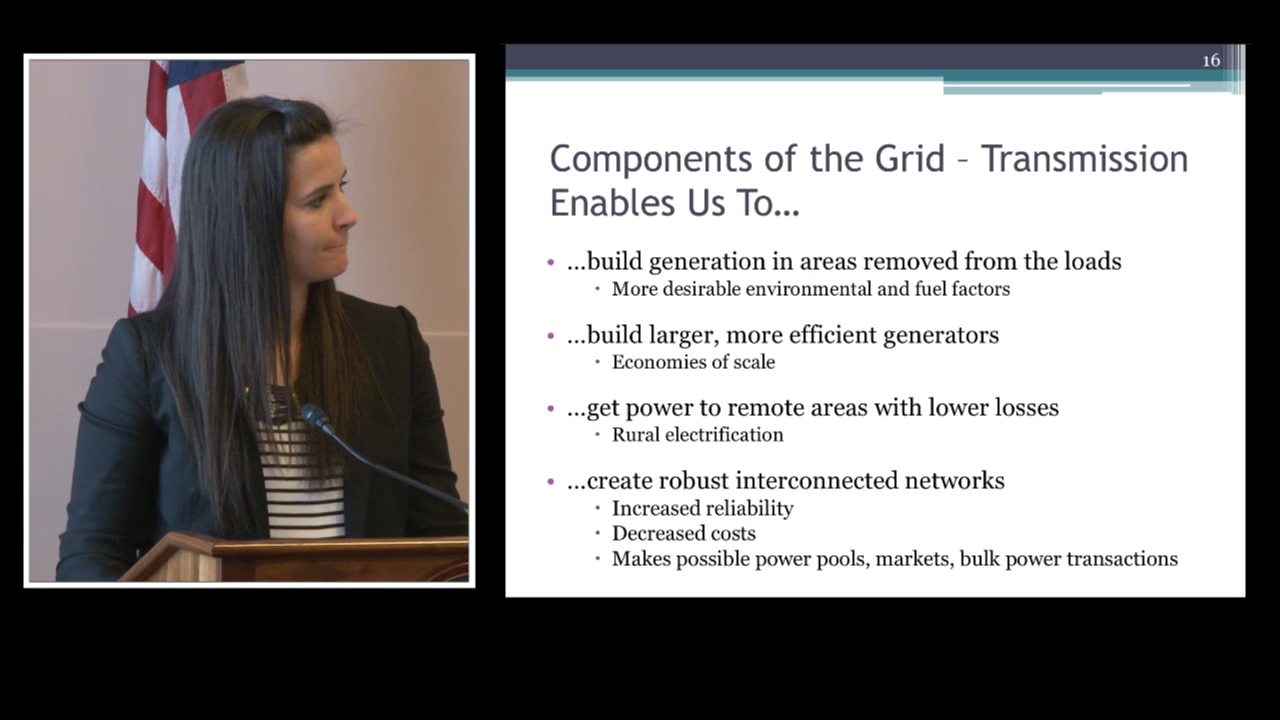 16
Components of the Grid – Transmission
Enables Us To…
• …build generation in areas removed from the loads
• More desirable environmental and fuel factors
• …build larger, more efficient generators
• Economies of scale
• …get power to remote areas with lower losses
• Rural electrification
• …create robust interconnected networks
• Increased reliability
• Decreased costs
• Makes possible power pools, markets, bulk power transactions